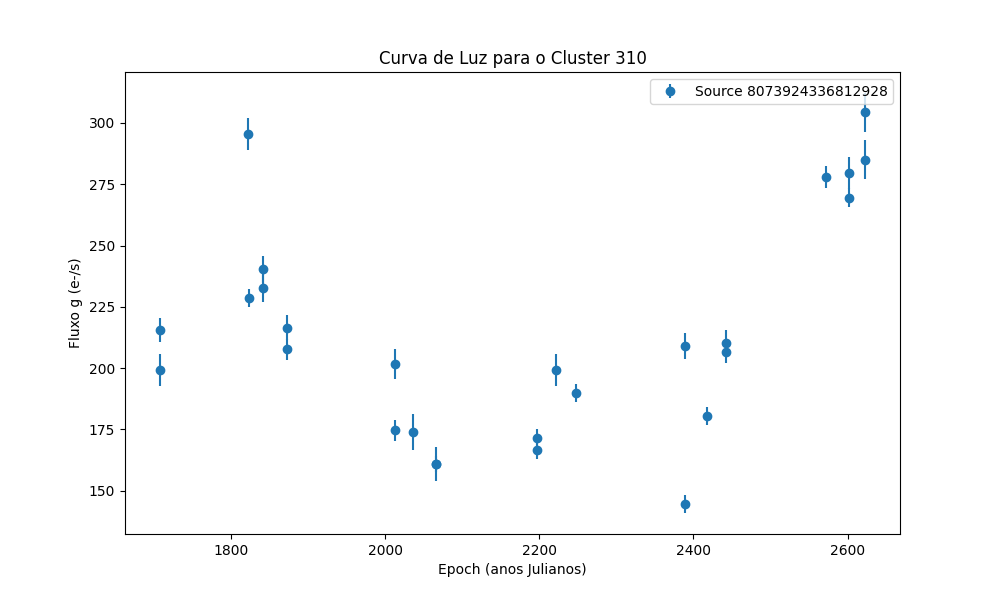 Curva de Luz para o Cluster 310
Source 8073924336812928
300
275
250
225
200
175
150
Fluxo g (e-/s)
1800 2000 2200 2400 2600
Epoch (anos Julianos)